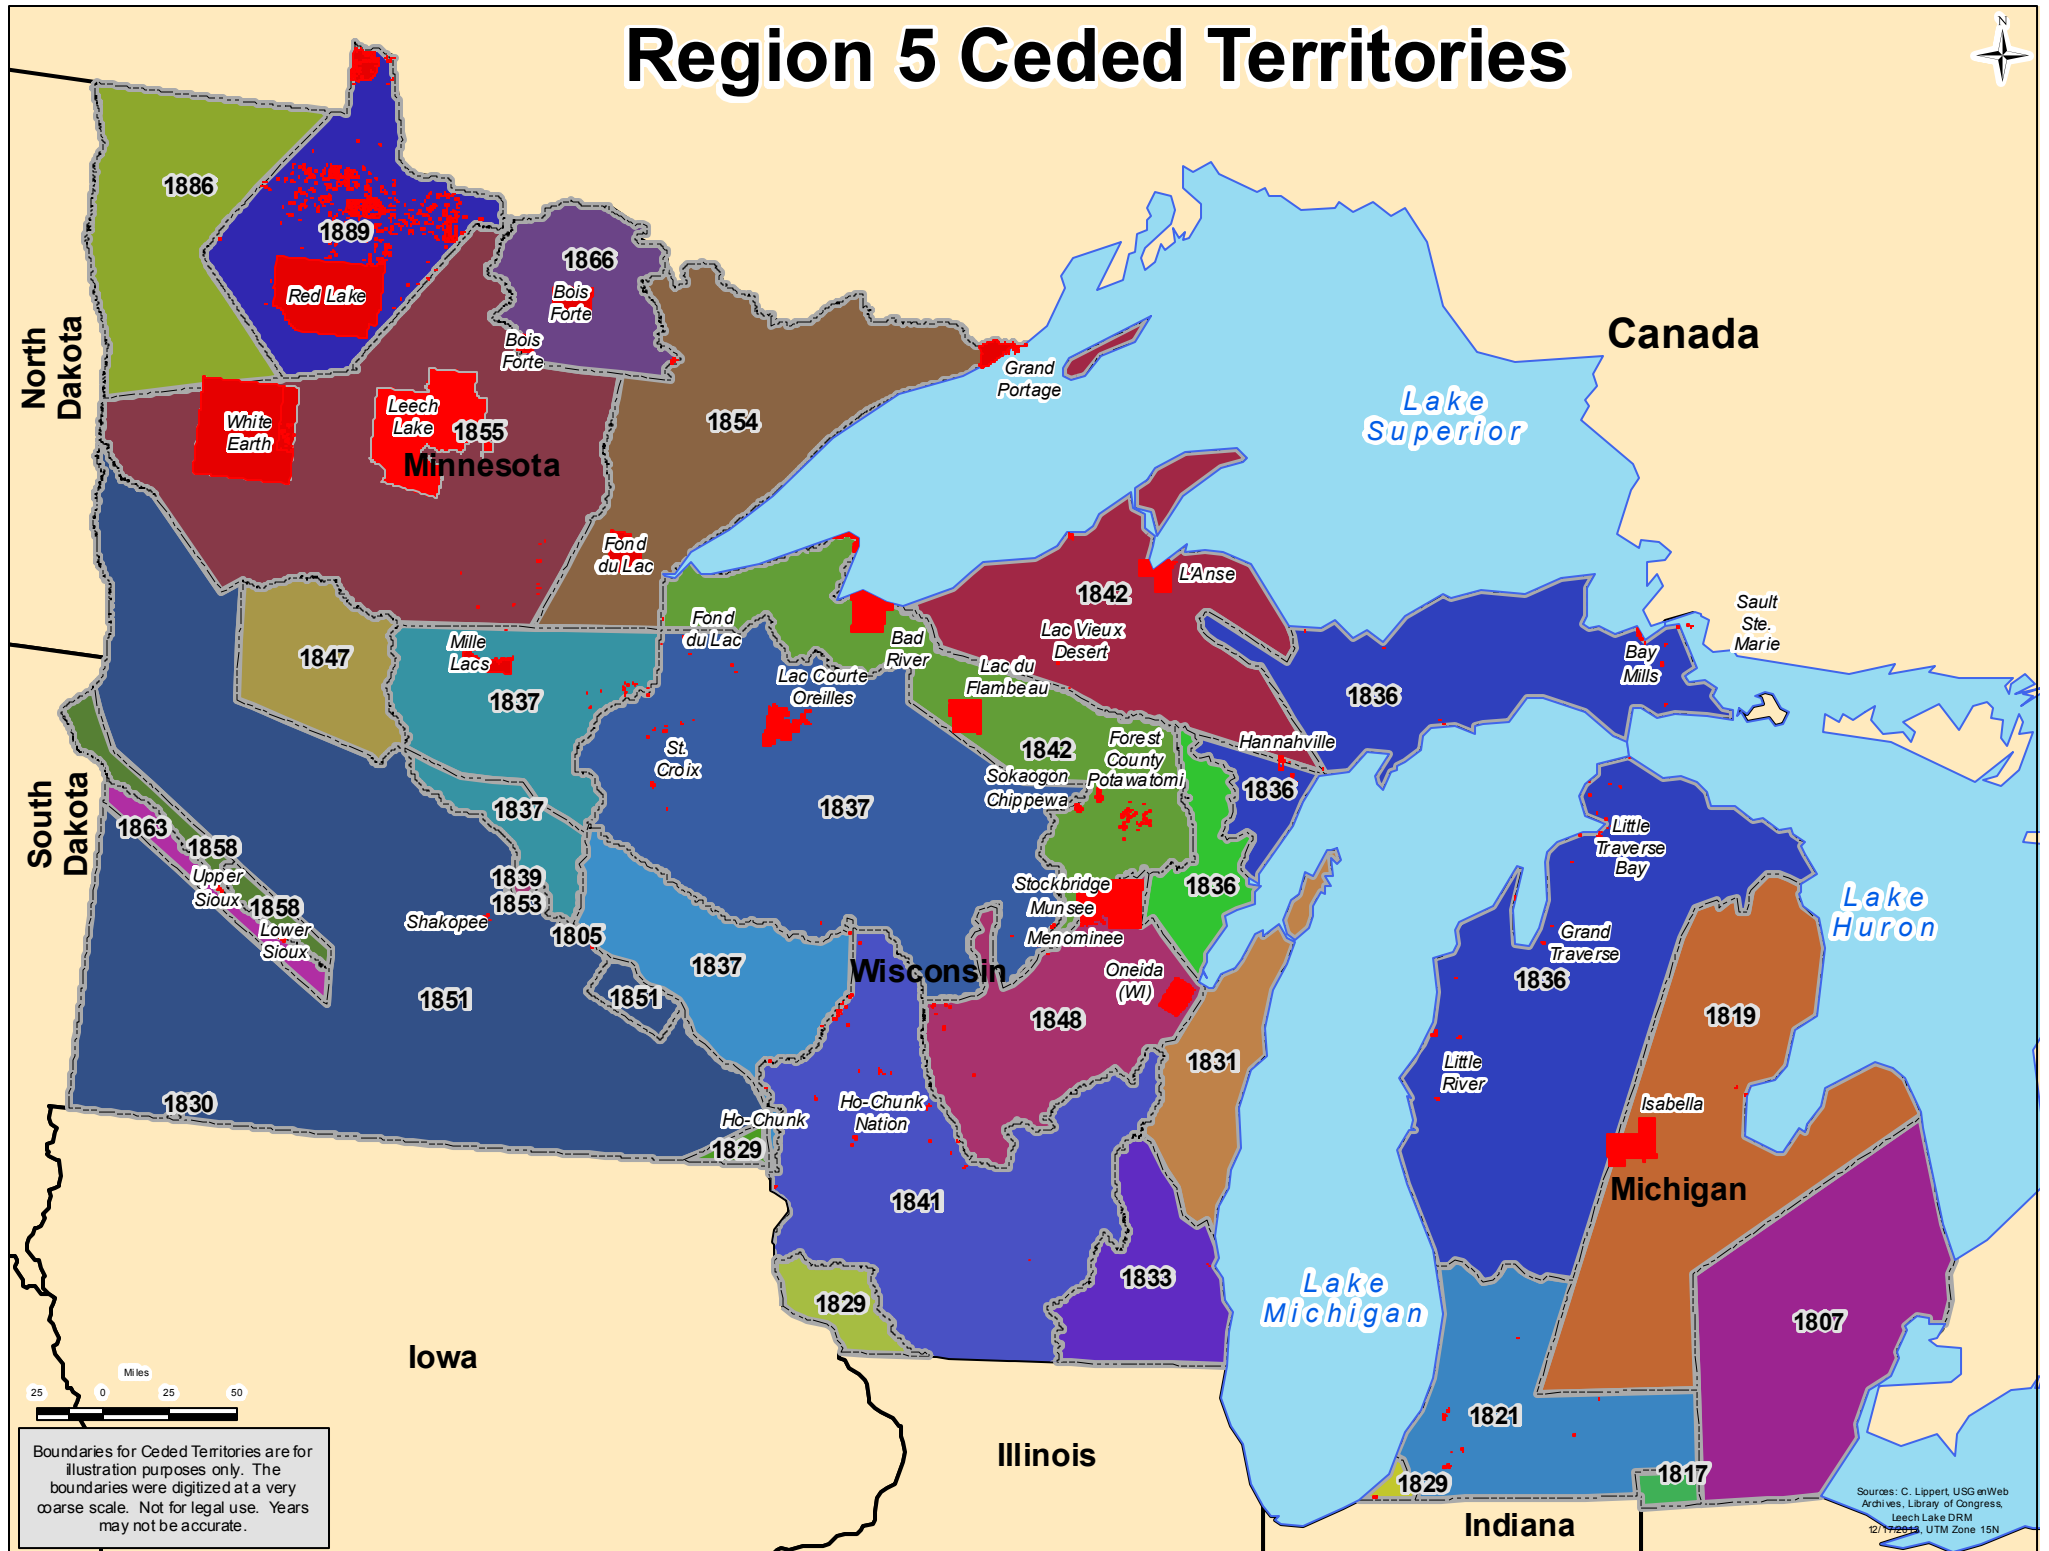 Region 5 Ceded Territories
N
1886
1889
Red Lake
1866
Bois
Forte
Bois
Forte
North
Dakota
Canada
Grand
Portage
Lake
Superior
White
Earth
Leech
Lake
1855
Minnesota
1854
Fond
du Lac
L'Anse
1842
Lac Vieux
Desert
Sault
Ste.
Marie
Bay
Mills
1847
Mille
Lacs
1837
Fond
du Lac
Bad
River
Lac du
Flambeau
Lac Courte
Oreilles
1836
St.
Croix
1842
Forest
County
Potawatomi
Hannahville
1836
Sokaogon
Chippewa
1837
1837
South
Dakota
1863
1858
Upper
Sioux
1858
Lower
Sioux
1839
1853
Shakopee
1805
1837
1851
1851
Stockbridge
Munsee
Menominee
1836
Wisconsin
Oneida
(WI)
1848
1831
Little
Traverse
Bay
Grand
Traverse
1836
Lake
Huron
1819
Little
River
Isabella
Michigan
1830
Ho-Chunk
1829
Ho-Chunk
Nation
1841
1833
1829
Lake
Michigan
1807
1821
1829
1817
Iowa
Illinois
Indiana
Miles
25 0 25 50
Boundaries for Ceded Territories are for
illustration purposes only. The
boundaries were digitized at a very
coarse scale. Not for legal use. Years
may not be accurate.
Sources: C. Lippert, USGenWeb
Archives, Library of Congress,
Leech Lake DRM
12/17/2012, UTM Zone 15N